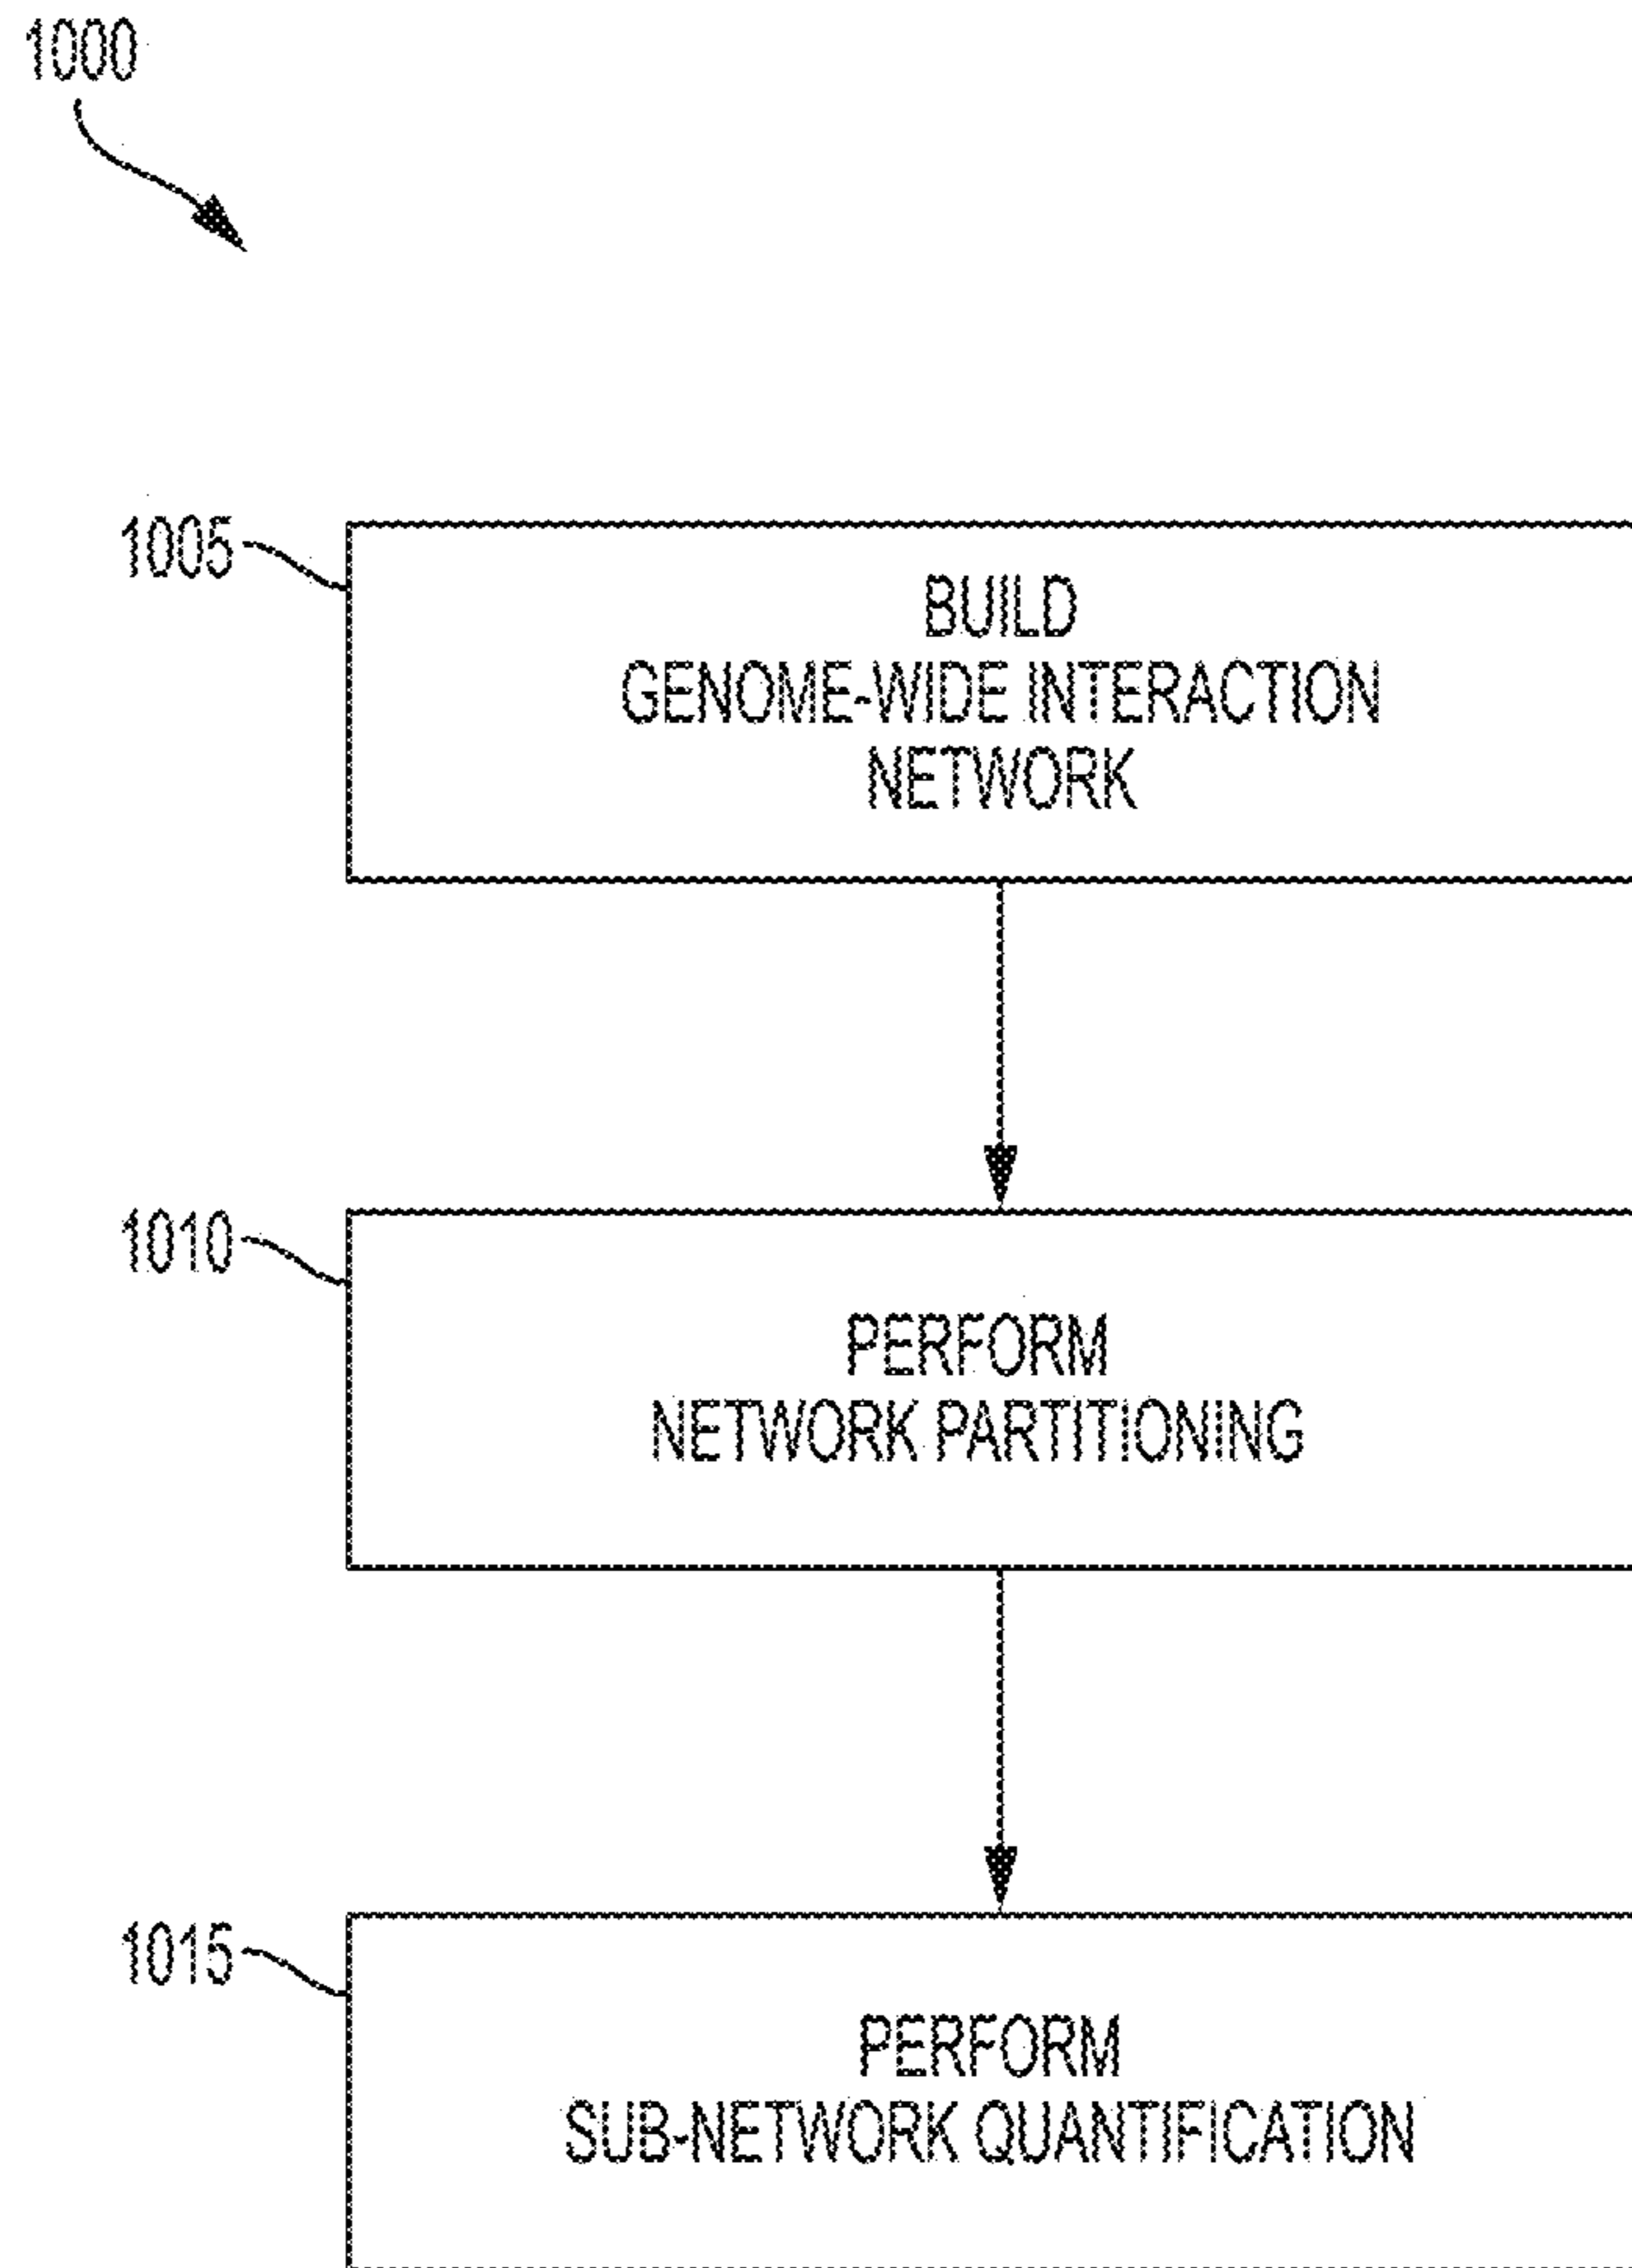 1000
1005
BUILD
GENOME-WIDE INTERACTION
NETWORK
1010
PERFORM
NETWORK PARTITIONING
1015
PERFORM
SUB-NETWORK QUANTIFICATION